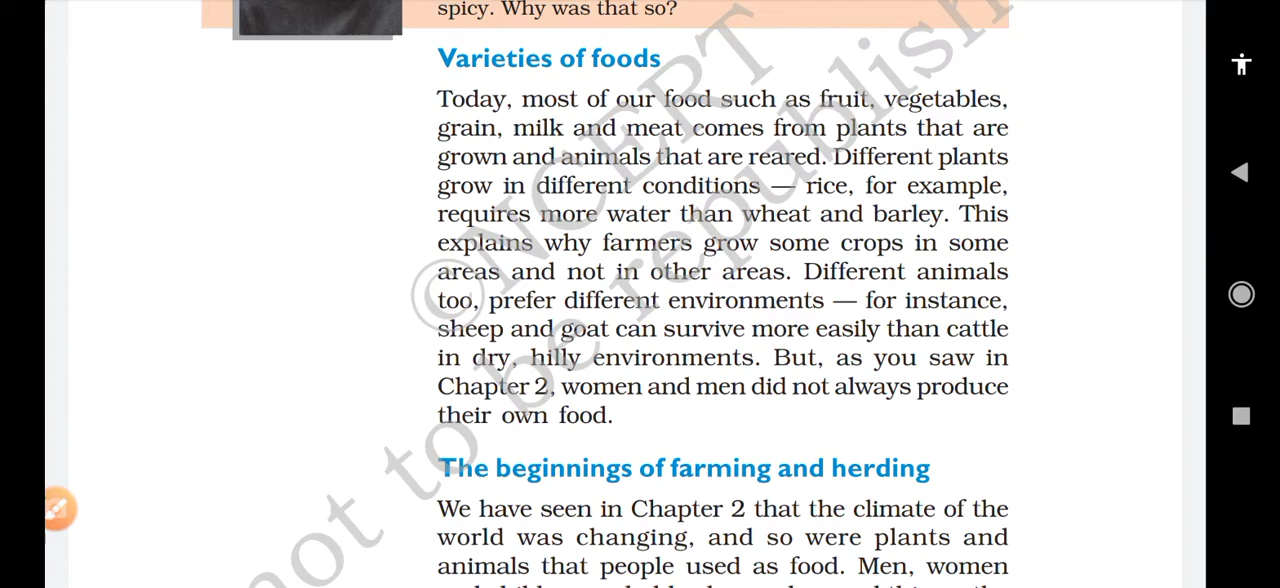 spicy. Why was that so?
Varieties of foods
Today, most of our food such as fruit, vegetables,
grain, milk and meat comes from plants that are
grown and animals that are reared. Different plants
grow in different conditions — rice, for example,
requires more water than wheat and barley. This
explains why farmers grow some crops in some
areas and not in other areas. Different animals
too, prefer different environments — for instance,
sheep and goat can survive more easily than cattle
in dry, hilly environments. But, as you saw in
Chapter 2, women and men did not always produce
their own food.
The beginnings of farming and herding
We have seen in Chapter 2 that the climate of the
world was changing, and so were plants and
animals that people used as food. Men, women
©NCERT
not to be republish